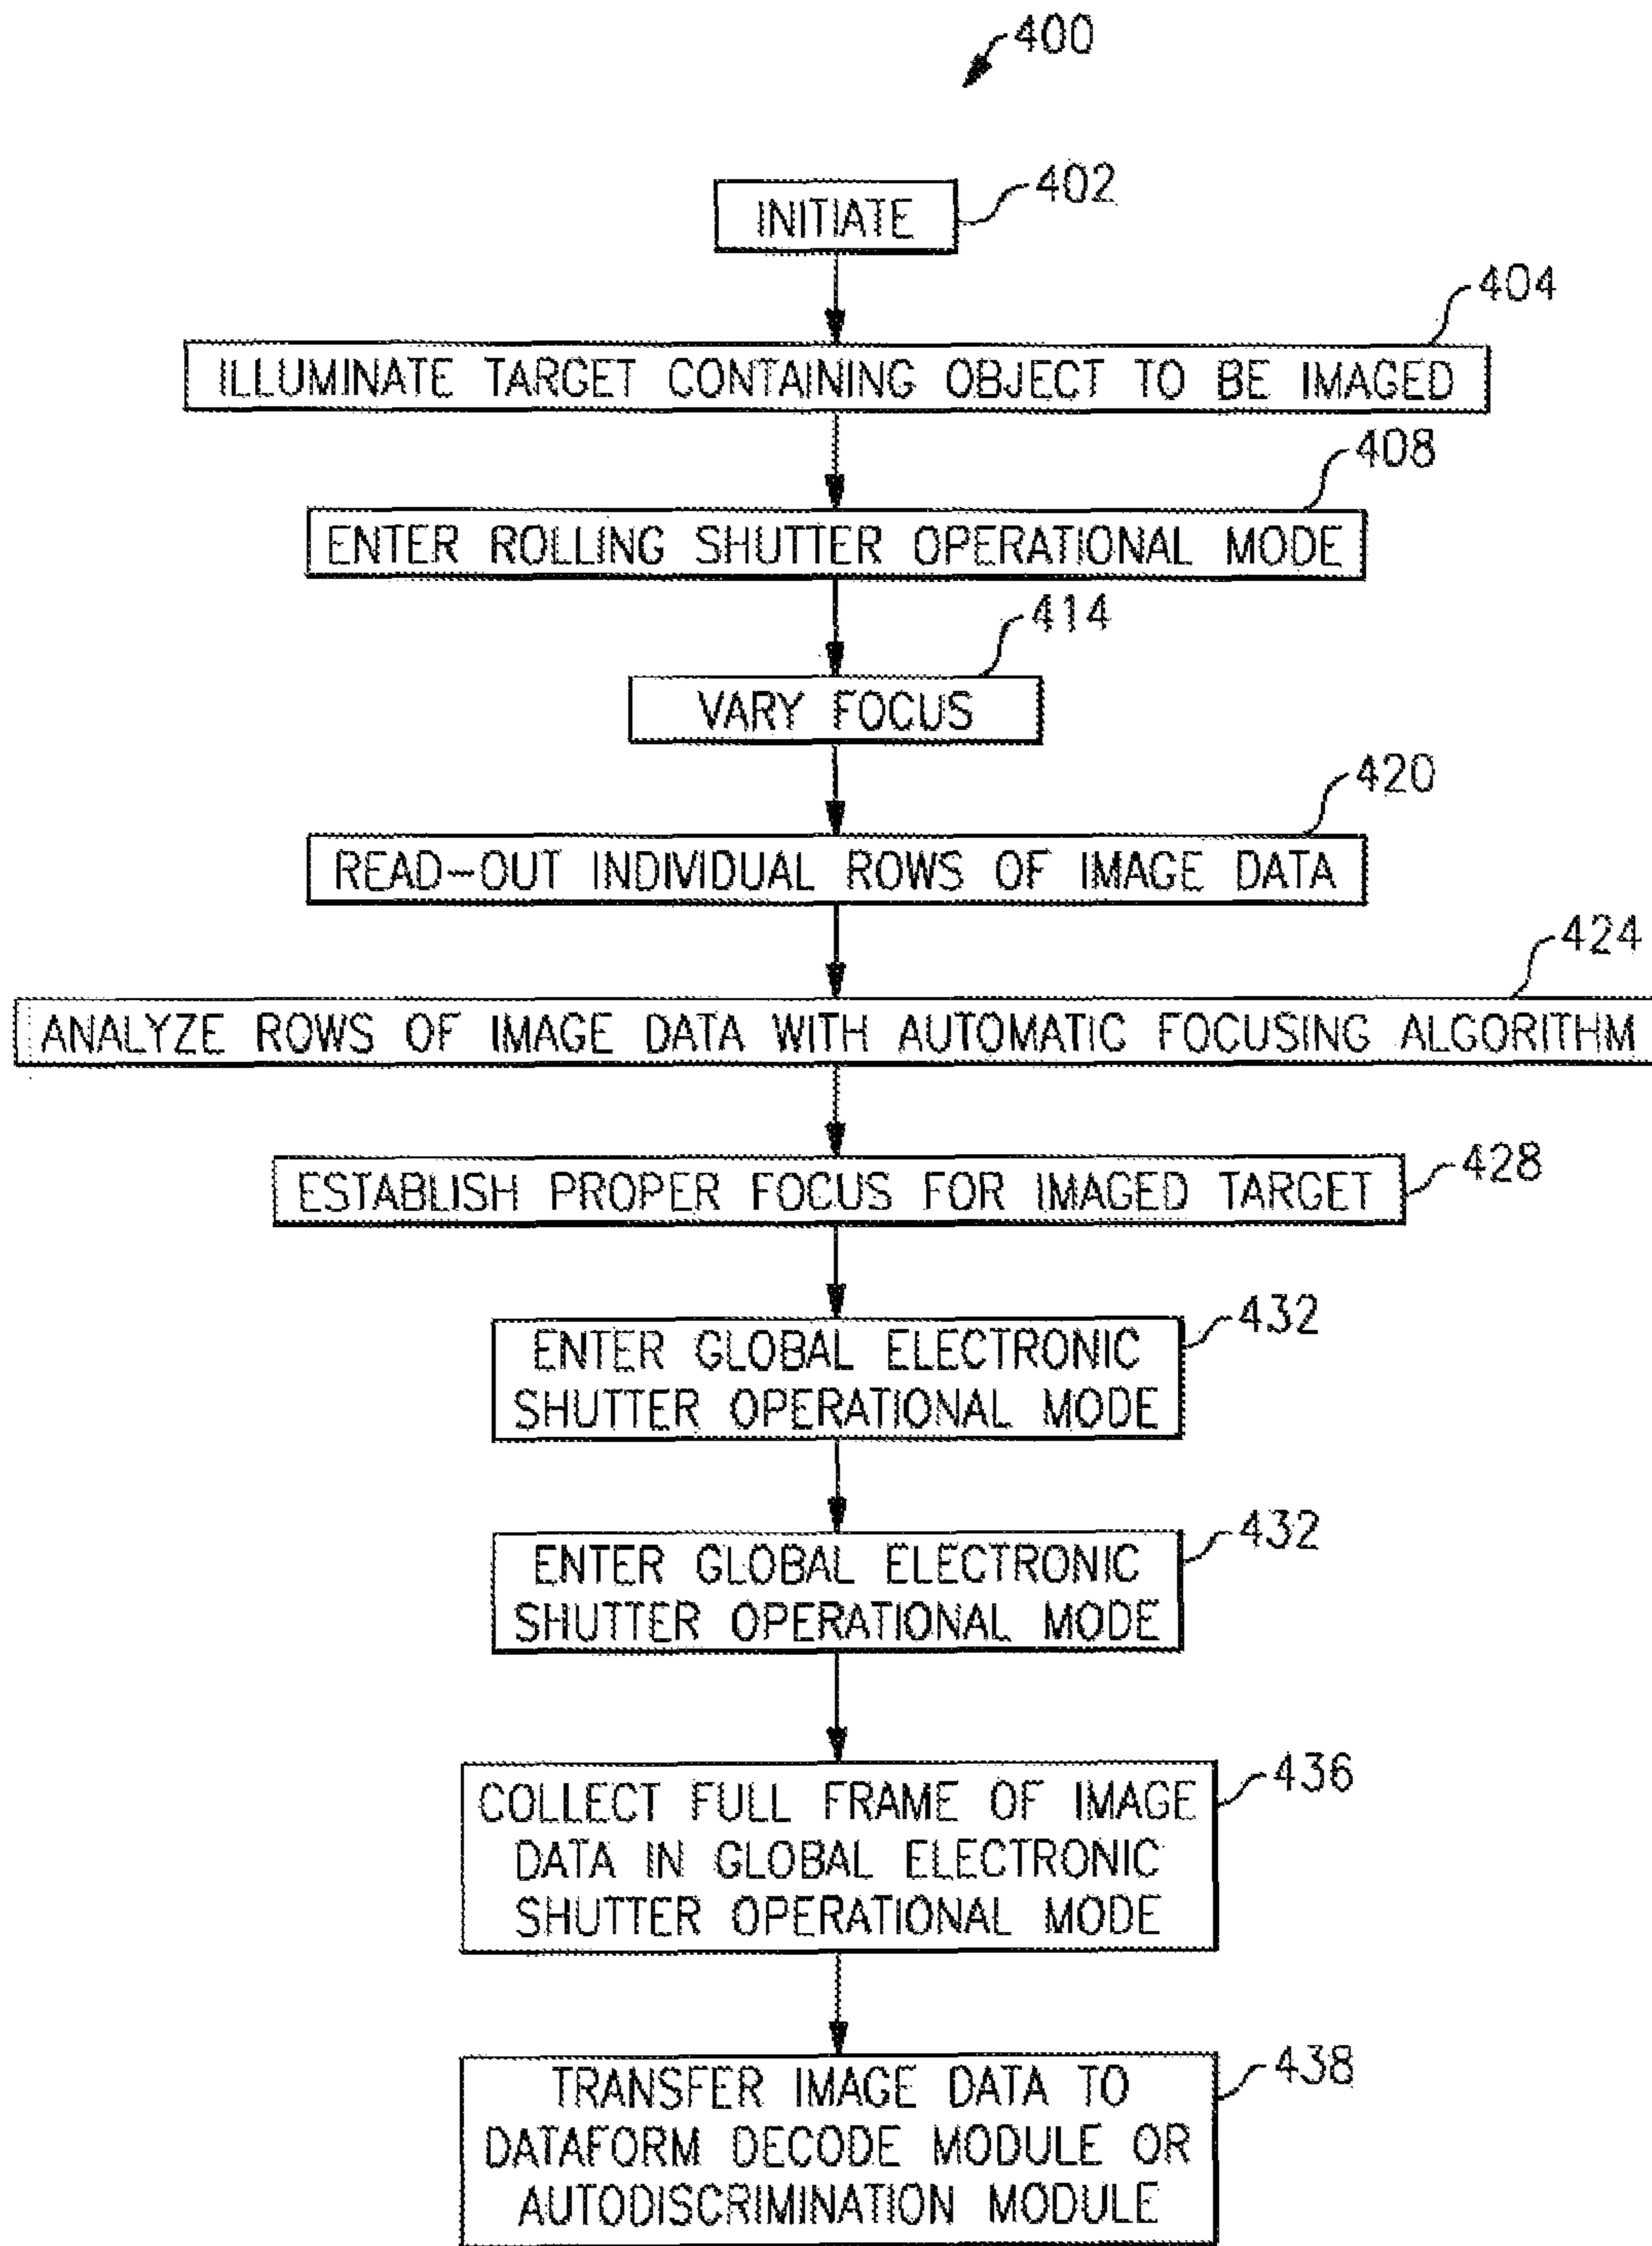 400
INITIATE
402
ILLUMINATE TARGET CONTAINING OBJECT TO BE IMAGED
404
ENTER ROLLING SHUTTER OPERATIONAL MODE
408
VARY FOCUS
414
READ-OUT INDIVIDUAL ROWS OF IMAGE DATA
420
ANALYZE ROWS OF IMAGE DATA WITH AUTOMATIC FOCUSING ALGORITHM
424
ESTABLISH PROPER FOCUS FOR IMAGED TARGET
428
ENTER GLOBAL ELECTRONIC
SHUTTER OPERATIONAL MODE
432
ENTER GLOBAL ELECTRONIC
SHUTTER OPERATIONAL MODE
432
COLLECT FULL FRAME OF IMAGE
DATA IN GLOBAL ELECTRONIC
SHUTTER OPERATIONAL MODE
436
TRANSFER IMAGE DATA TO
DATAFORM DECODE MODULE OR
AUTODISCRIMINATION MODULE
438